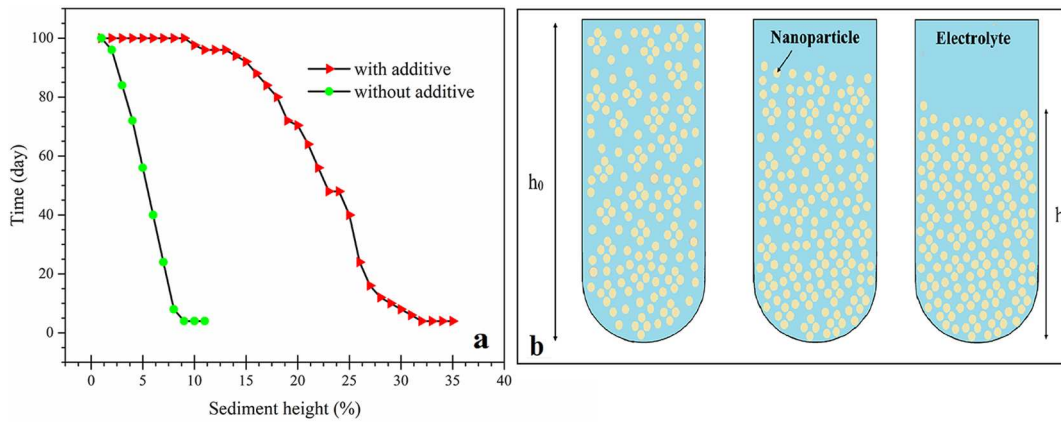 100
80
60
40
20
0
Time (day)
with additive
without additive
a
0 5 10 15 20 25 30 35 40
Sediment height (%)
h₀
Nanoparticle
Electrolyte
h
b